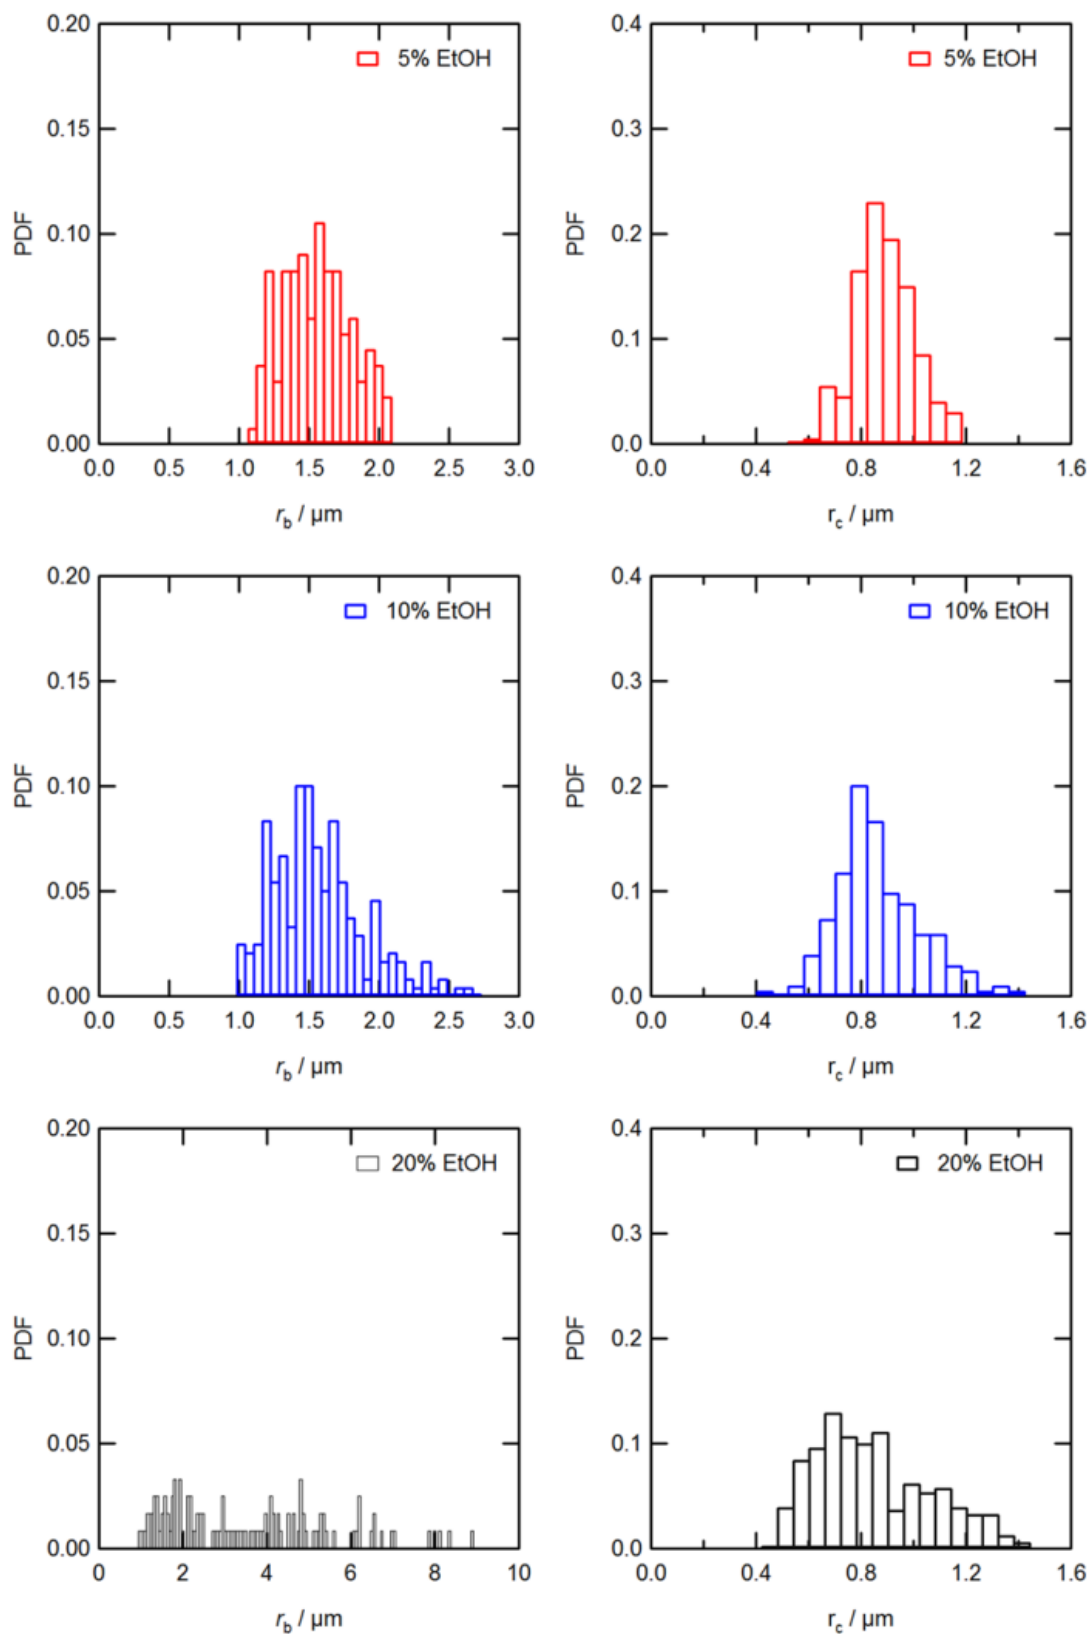 0.20
0.15
0.10
0.05
0.00
PDF
5% EtOH
0.0 0.5 1.0 1.5 2.0 2.5 3.0
r_b / μm
0.4
0.3
0.2
0.1
0.0
PDF
5% EtOH
0.0 0.4 0.8 1.2 1.6
r_c / μm
0.20
0.15
0.10
0.05
0.00
PDF
10% EtOH
0.0 0.5 1.0 1.5 2.0 2.5 3.0
r_b / μm
0.4
0.3
0.2
0.1
0.0
PDF
10% EtOH
0.0 0.4 0.8 1.2 1.6
r_c / μm
0.20
0.15
0.10
0.05
0.00
PDF
20% EtOH
0 2 4 6 8 10
r_b / μm
0.4
0.3
0.2
0.1
0.0
PDF
20% EtOH
0.0 0.4 0.8 1.2 1.6
r_c / μm